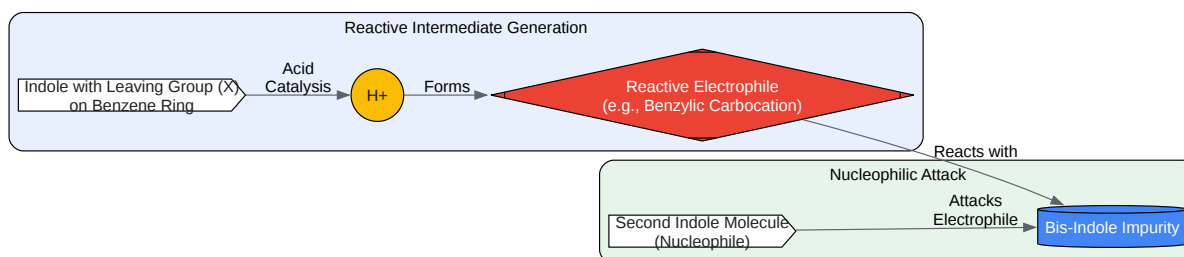 Reactive Intermediate Generation
Indole with Leaving Group (X)
on Benzene Ring
Acid
Catalysis
H+
Forms
Reactive Electrophile
(e.g., Benzylic Carbocation)
Reacts with
Nucleophilic Attack
Second Indole Molecule
(Nucleophile)
Attacks
Electrophile
Bis-Indole Impurity